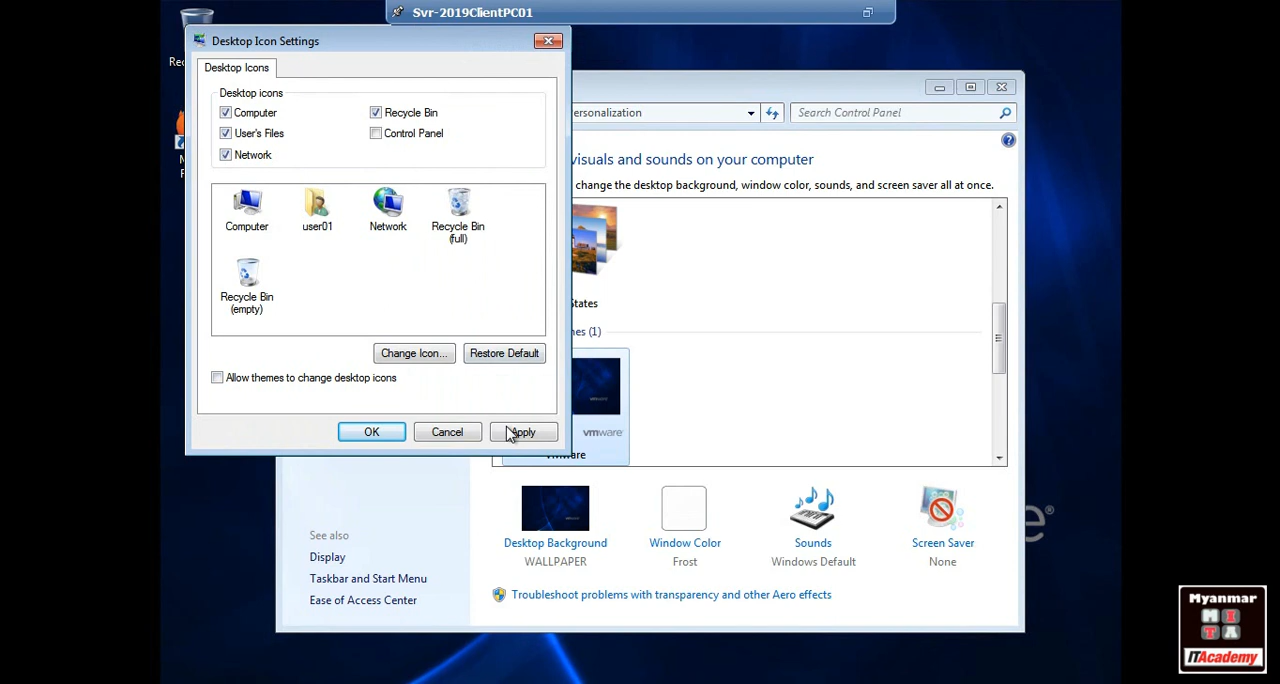 Svr-2019ClientPC01
Desktop Icon Settings
Desktop Icons
Desktop icons
Computer
Recycle Bin
User's Files
Control Panel
Network
Computer
user01
Network
Recycle Bin
(full)
Recycle Bin
(empty)
Change Icon...
Restore Default
Allow themes to change desktop icons
OK
Cancel
Apply
ersonalization
Search Control Panel
visuals and sounds on your computer
change the desktop background, window color, sounds, and screen saver all at once.
States
mes (1)
vmware
VMware
Desktop Background
WALLPAPER
Window Color
Frost
Sounds
Windows Default
Screen Saver
None
Troubleshoot problems with transparency and other Aero effects
See also
Display
Taskbar and Start Menu
Ease of Access Center
Rec
M
F
e®
Myanmar
M I
T A
ITAcademy